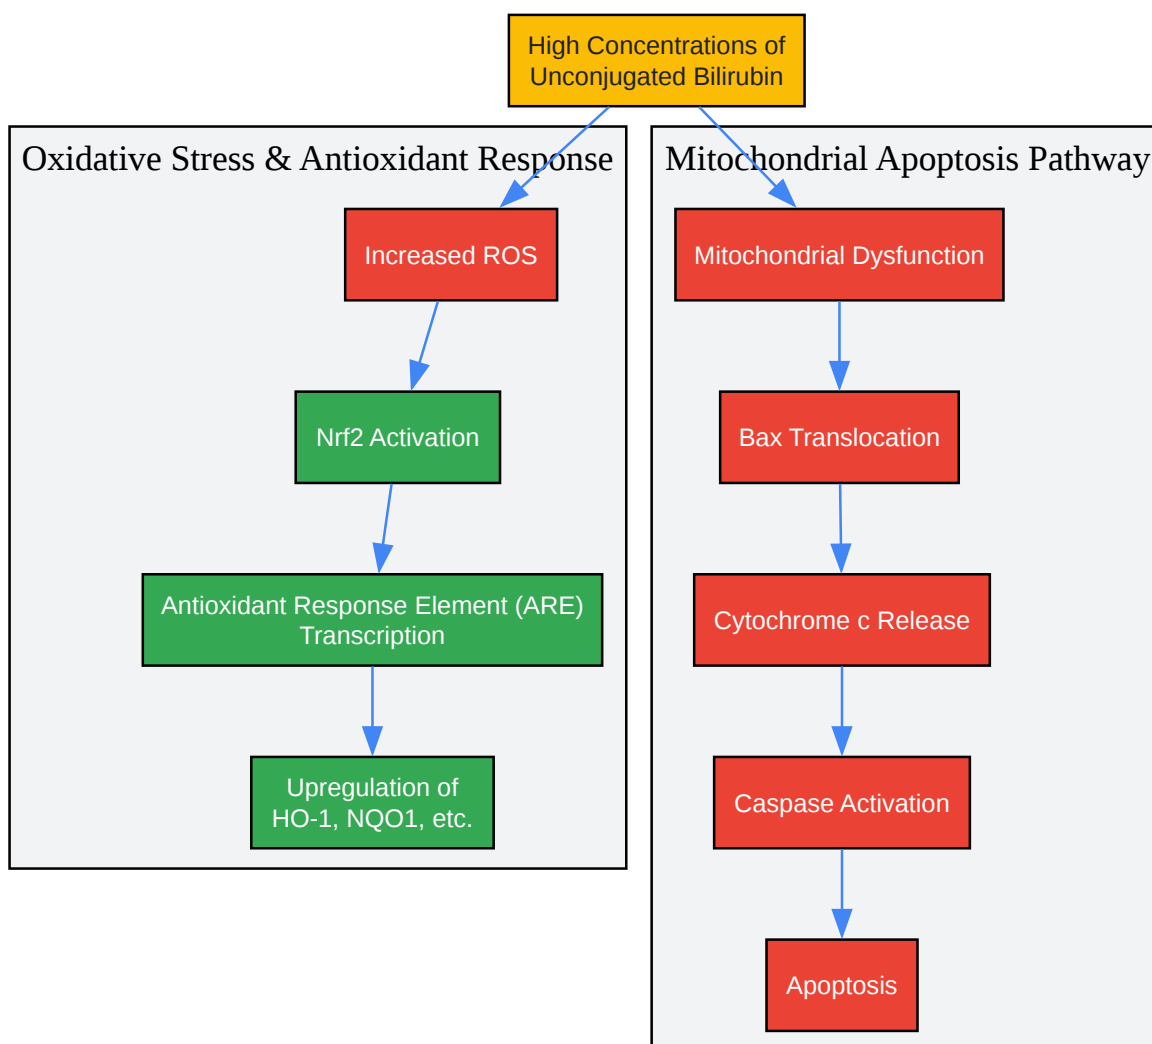 High Concentrations of
Unconjugated Bilirubin
Oxidative Stress & Antioxidant Response
Increased ROS
Nrf2 Activation
Antioxidant Response Element (ARE)
Transcription
Upregulation of
HO-1, NQO1, etc.
Mitochondrial Apoptosis Pathway
Mitochondrial Dysfunction
Bax Translocation
Cytochrome c Release
Caspase Activation
Apoptosis